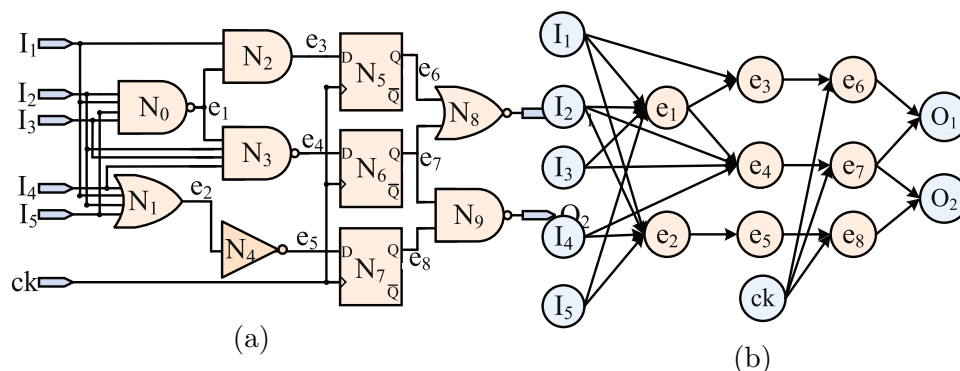 I1
I2
I3
I4
I5
ck
N0
N1
N2
N3
N4
e1
e2
e3
e4
e5
D
Q
N5
Q̅
D
Q
N6
Q̅
D
Q
N7
Q̅
e6
e7
e8
N8
N9
O2
(a)
I1
I2
I3
I4
I5
e1
e2
e3
e4
e5
ck
e6
e7
e8
O1
O2
(b)